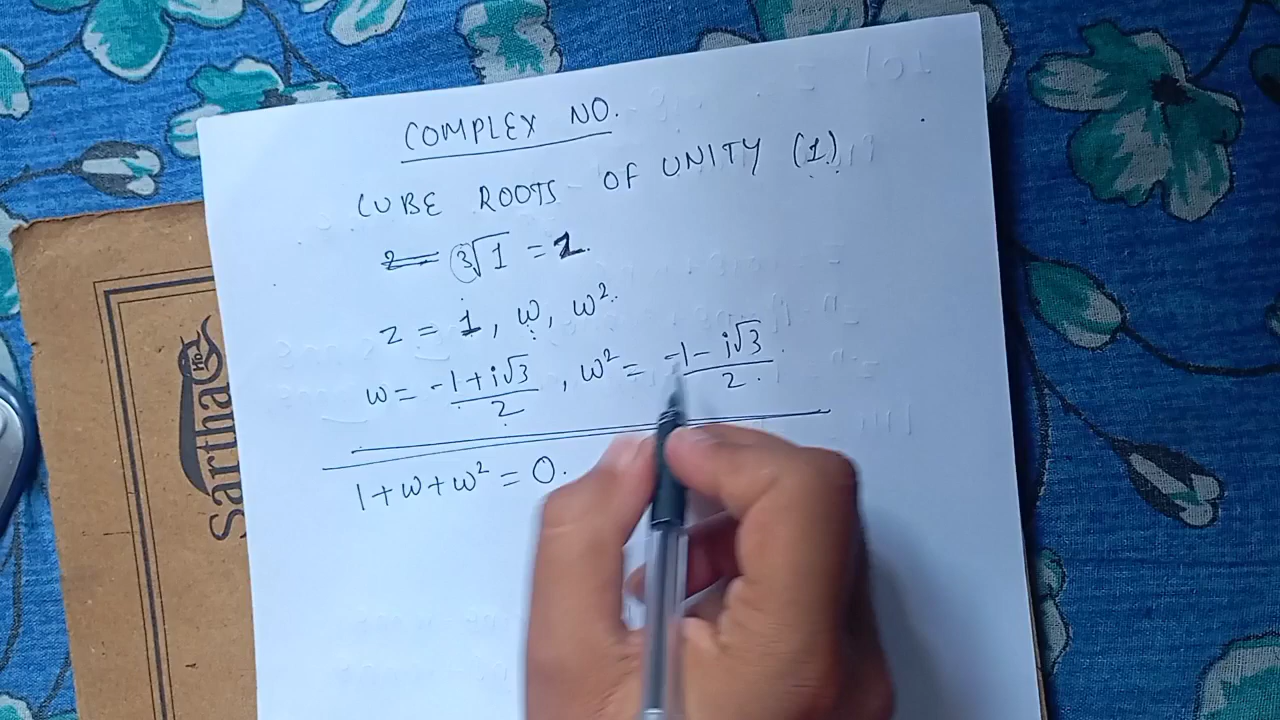 COMPLEX NO.
CUBE ROOTS OF UNITY (1)
∛1 = 1.
z = 1, ω, ω².
ω = -1+i√3/2, ω² = -1-i√3/2.
1+ω+ω² = 0.
sartha